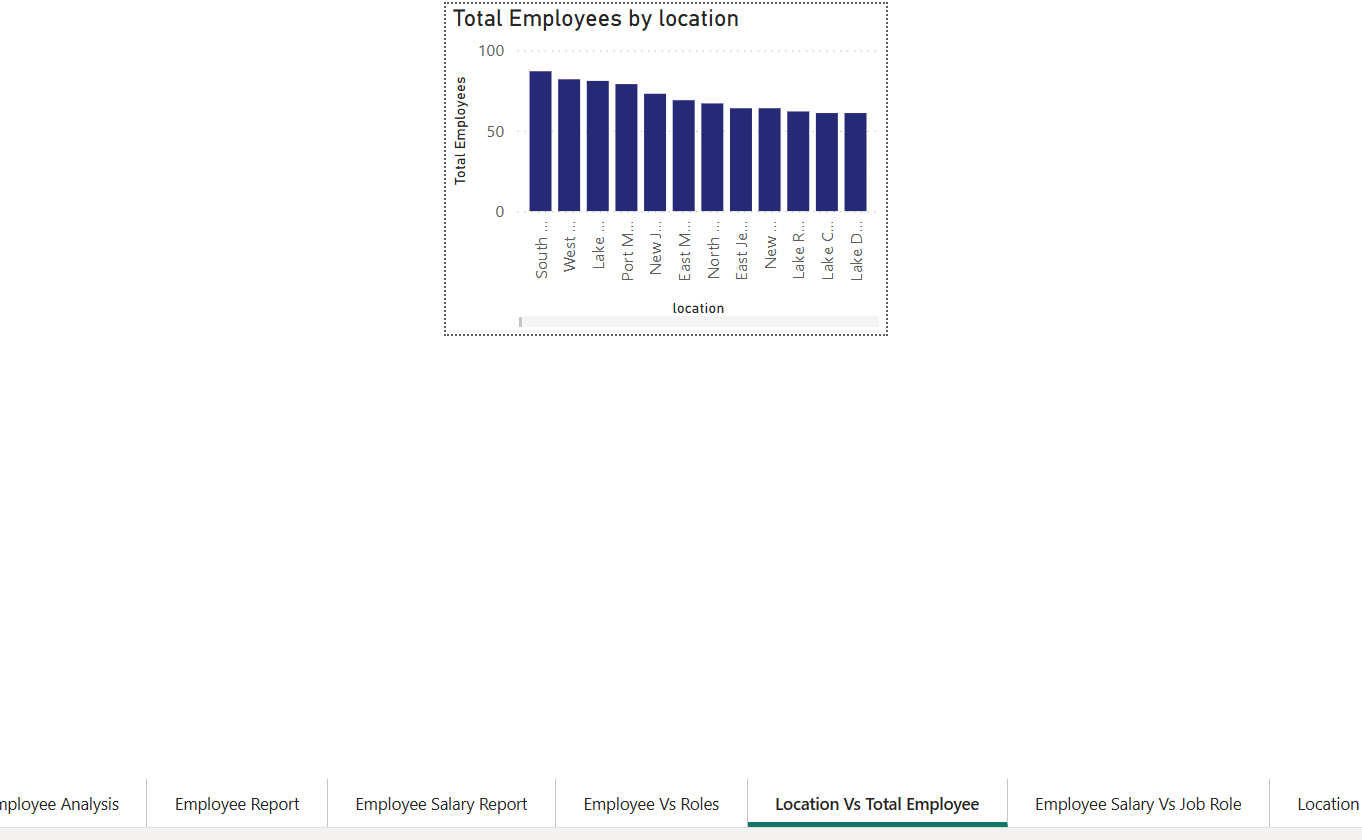 Total Employees by location
100
50
0
Total Employees
South ...
West ...
Lake ...
Port M...
New J...
East M...
North ...
East Je...
New ...
Lake R...
Lake C...
Lake D...
location
mployee Analysis
Employee Report
Employee Salary Report
Employee Vs Roles
Location Vs Total Employee
Employee Salary Vs Job Role
Location